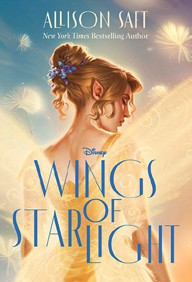 ALLISON SAFT
New York Times Bestselling Author
Disney
WINGS
OF
STARLIGHT